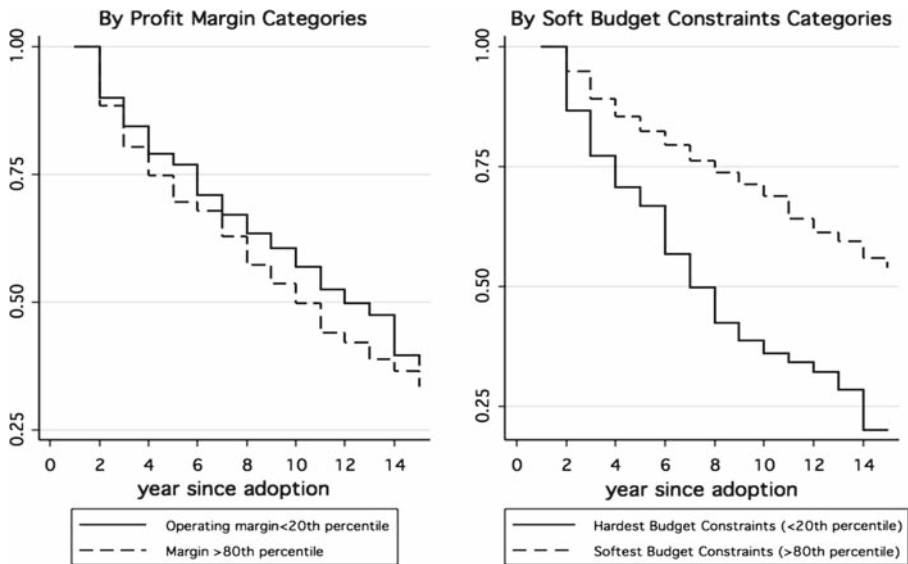 By Profit Margin Categories
1.00
0.75
0.50
0.25
0 2 4 6 8 10 12 14
year since adoption
Operating margin<20th percentile
Margin >80th percentile
By Soft Budget Constraints Categories
1.00
0.75
0.50
0.25
0 2 4 6 8 10 12 14
year since adoption
Hardest Budget Constraints (<20th percentile)
Softest Budget Constraints (>80th percentile)